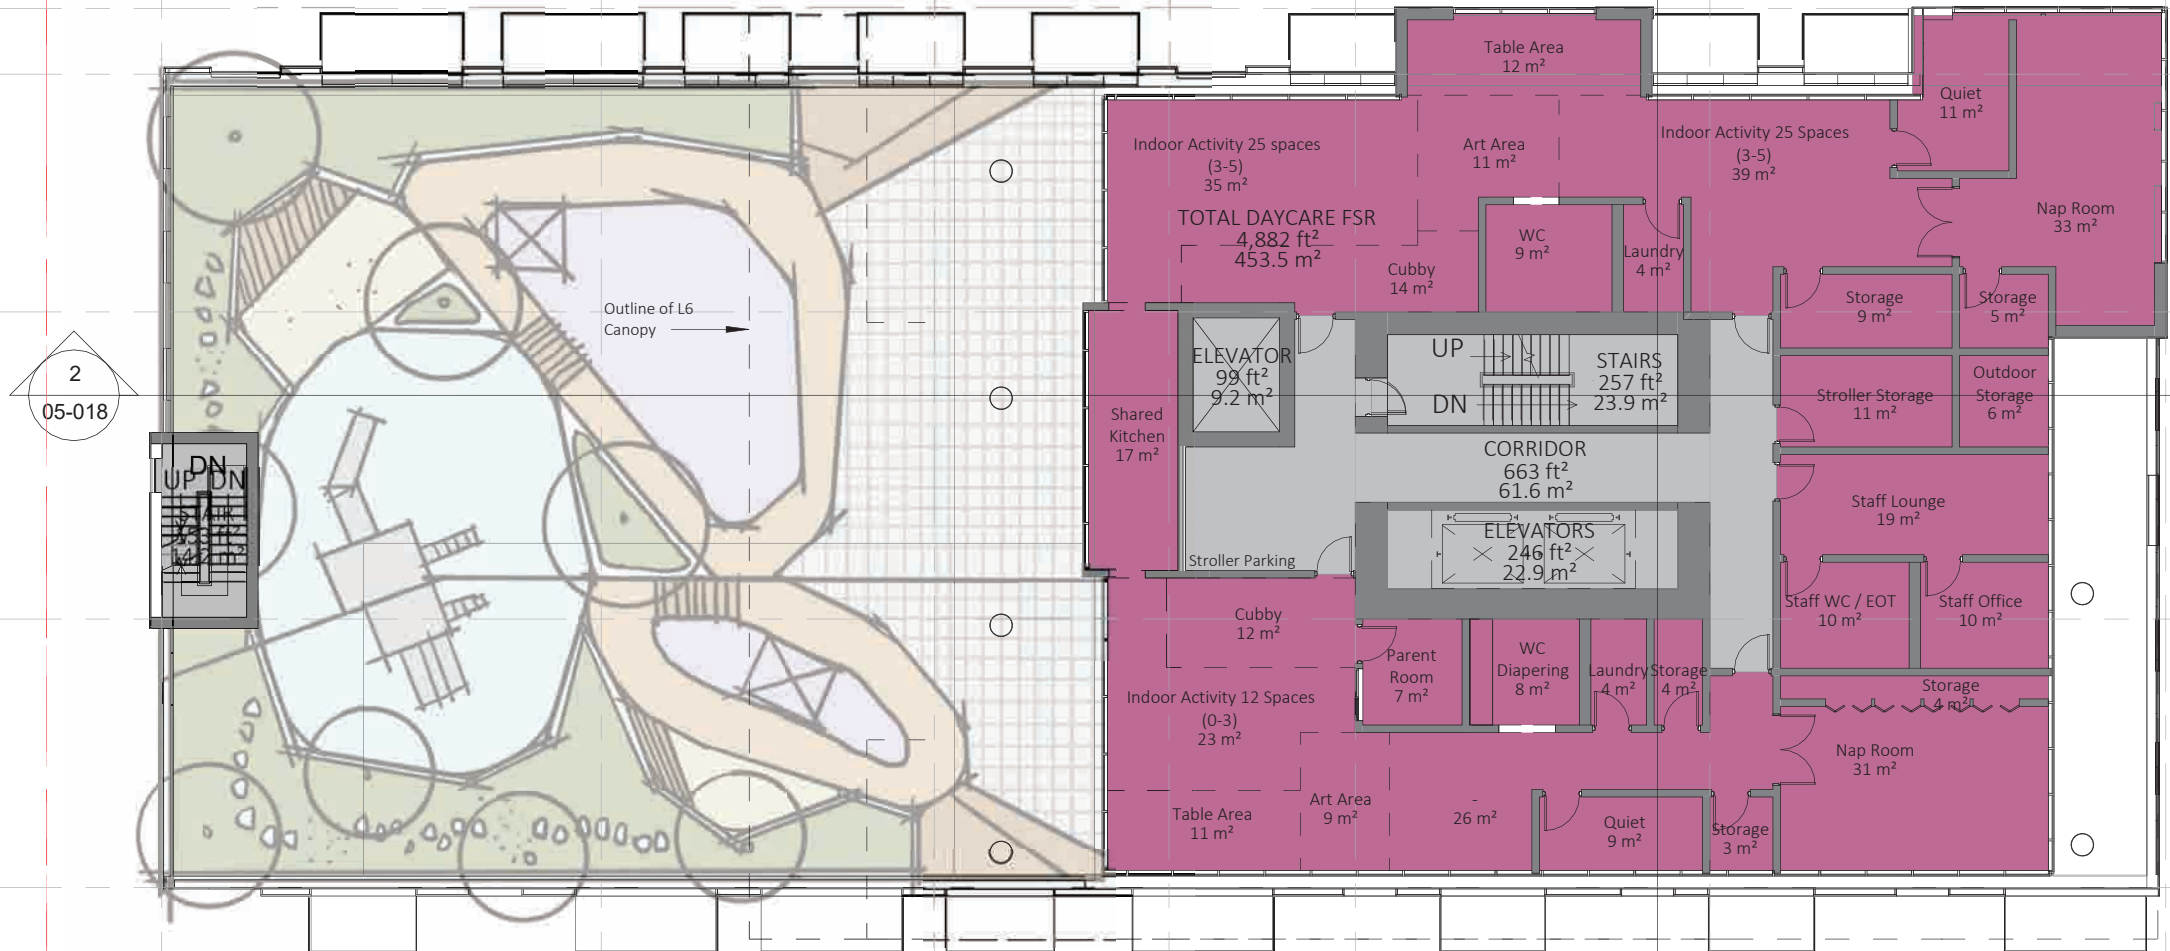 Table Area
12 m²
Quiet
11 m²
Indoor Activity 25 spaces
(3-5)
35 m²
Art Area
11 m²
Indoor Activity 25 Spaces
(3-5)
39 m²
Nap Room
33 m²
TOTAL DAYCARE FSR
4,882 ft²
453.5 m²
WC
9 m²
Laundry
4 m²
Cubby
14 m²
Storage
9 m²
Storage
5 m²
Outline of L6
Canopy
ELEVATOR
99 ft²
9.2 m²
UP
DN
STAIRS
257 ft²
23.9 m²
Stroller Storage
11 m²
Outdoor
Storage
6 m²
2
05-018
Shared
Kitchen
17 m²
CORRIDOR
663 ft²
61.6 m²
DN
UP DN
14.2 m²
Staff Lounge
19 m²
ELEVATORS
246 ft²
22.9 m²
Stroller Parking
Cubby
12 m²
Staff WC / EOT
10 m²
Staff Office
10 m²
Parent
Room
7 m²
WC
Diapering
8 m²
Laundry
4 m²
Storage
4 m²
Storage
4 m²
Indoor Activity 12 Spaces
(0-3)
23 m²
Nap Room
31 m²
Table Area
11 m²
Art Area
9 m²
-
26 m²
Quiet
9 m²
Storage
3 m²